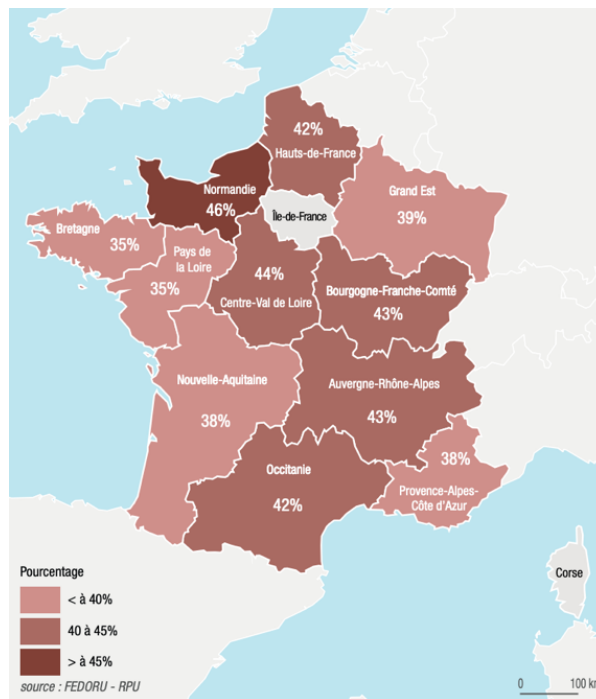 42%
Hauts-de-France
Normandie
46%
Île-de-France
Grand Est
39%
Bretagne
35%
Pays de
la Loire
35%
44%
Centre-Val de Loire
Bourgogne-Franche-Comté
43%
Nouvelle-Aquitaine
38%
Auvergne-Rhône-Alpes
43%
Occitanie
42%
38%
Provence-Alpes-
Côte d'Azur
Corse
Pourcentage
< à 40%
40 à 45%
> à 45%
source : FEDORU - RPU
0 100 km